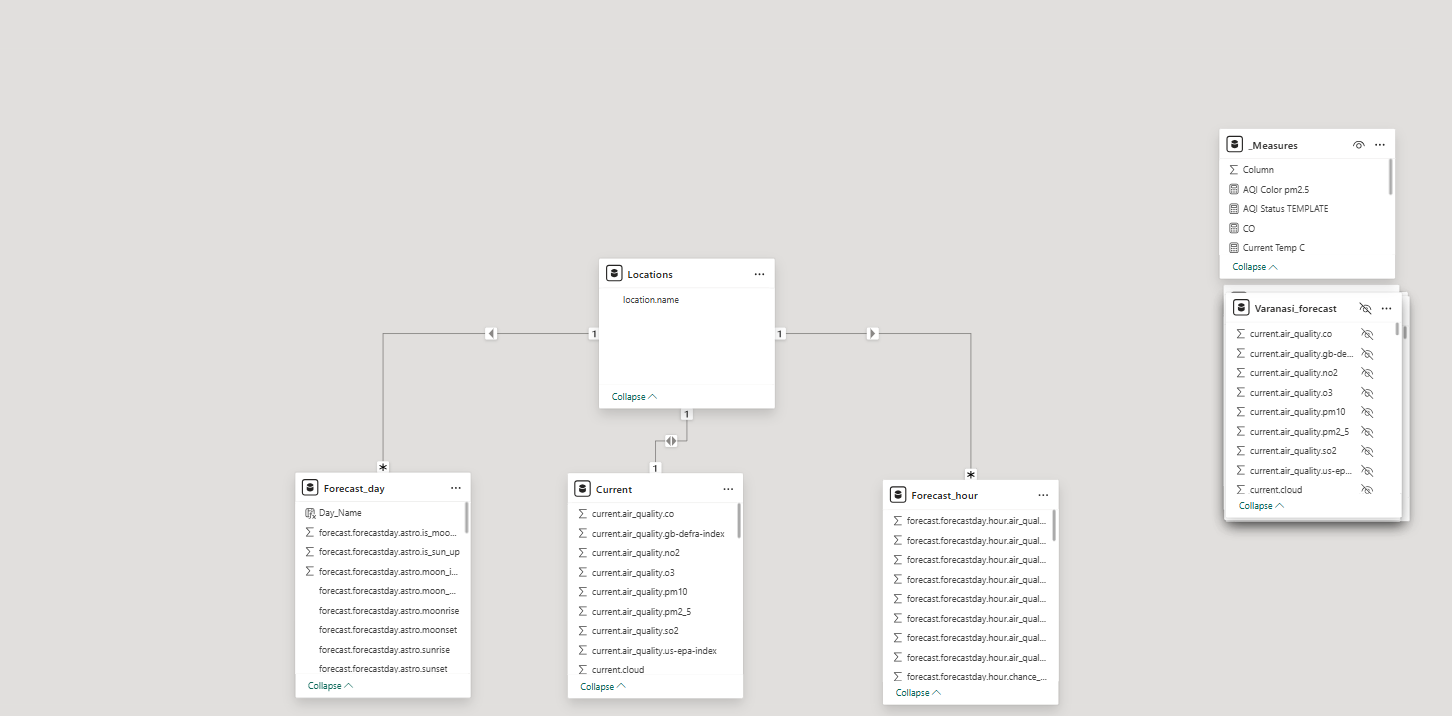 _Measures
Column
AQI Color pm2.5
AQI Status TEMPLATE
CO
Current Temp C
Collapse
Locations
location.name
Collapse
1
1
1
1
*
*
Varanasi_forecast
current.air_quality.co
current.air_quality.gb-de...
current.air_quality.no2
current.air_quality.o3
current.air_quality.pm10
current.air_quality.pm2_5
current.air_quality.so2
current.air_quality.us-ep...
current.cloud
Collapse
Forecast_day
Day_Name
forecast.forecastday.astro.is_moo...
forecast.forecastday.astro.is_sun_up
forecast.forecastday.astro.moon_i...
forecast.forecastday.astro.moon_...
forecast.forecastday.astro.moonrise
forecast.forecastday.astro.moonset
forecast.forecastday.astro.sunrise
forecast.forecastday.astro.sunset
Collapse
Current
current.air_quality.co
current.air_quality.gb-defra-index
current.air_quality.no2
current.air_quality.o3
current.air_quality.pm10
current.air_quality.pm2_5
current.air_quality.so2
current.air_quality.us-epa-index
current.cloud
Collapse
Forecast_hour
forecast.forecastday.hour.air_qual...
forecast.forecastday.hour.air_qual...
forecast.forecastday.hour.air_qual...
forecast.forecastday.hour.air_qual...
forecast.forecastday.hour.air_qual...
forecast.forecastday.hour.air_qual...
forecast.forecastday.hour.air_qual...
forecast.forecastday.hour.air_qual...
forecast.forecastday.hour.chance_...
Collapse